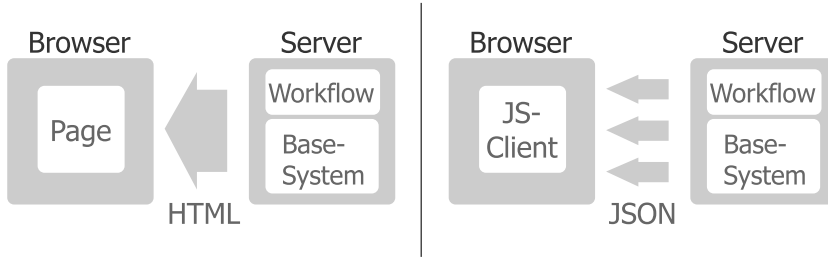 Browser
Server
Page
Workflow
Base-
System
HTML
Browser
Server
JS-
Client
Workflow
Base-
System
JSON